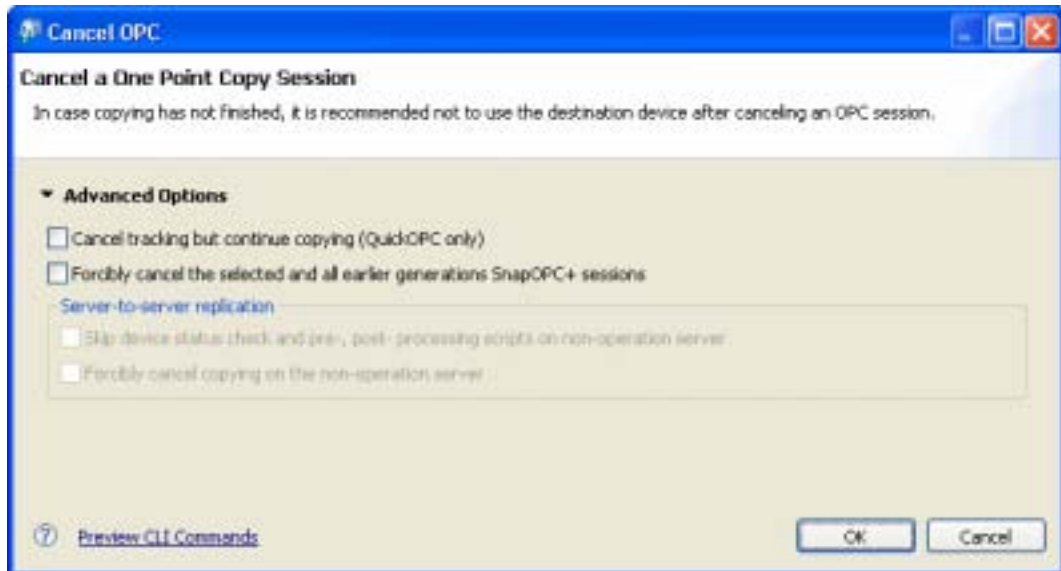 Cancel OPC
Cancel a One Point Copy Session
In case copying has not finished, it is recommended not to use the destination device after canceling an OPC session.
Advanced Options
Cancel tracking but continue copying (QuickOPC only)
Forcibly cancel the selected and all earlier generations SnapOPC+ sessions
Server-to-server replication
Skip device status check and pre-, post- processing scripts on non-operation server
Forcibly cancel copying on the non-operation server
? Preview CLI Commands
OK Cancel